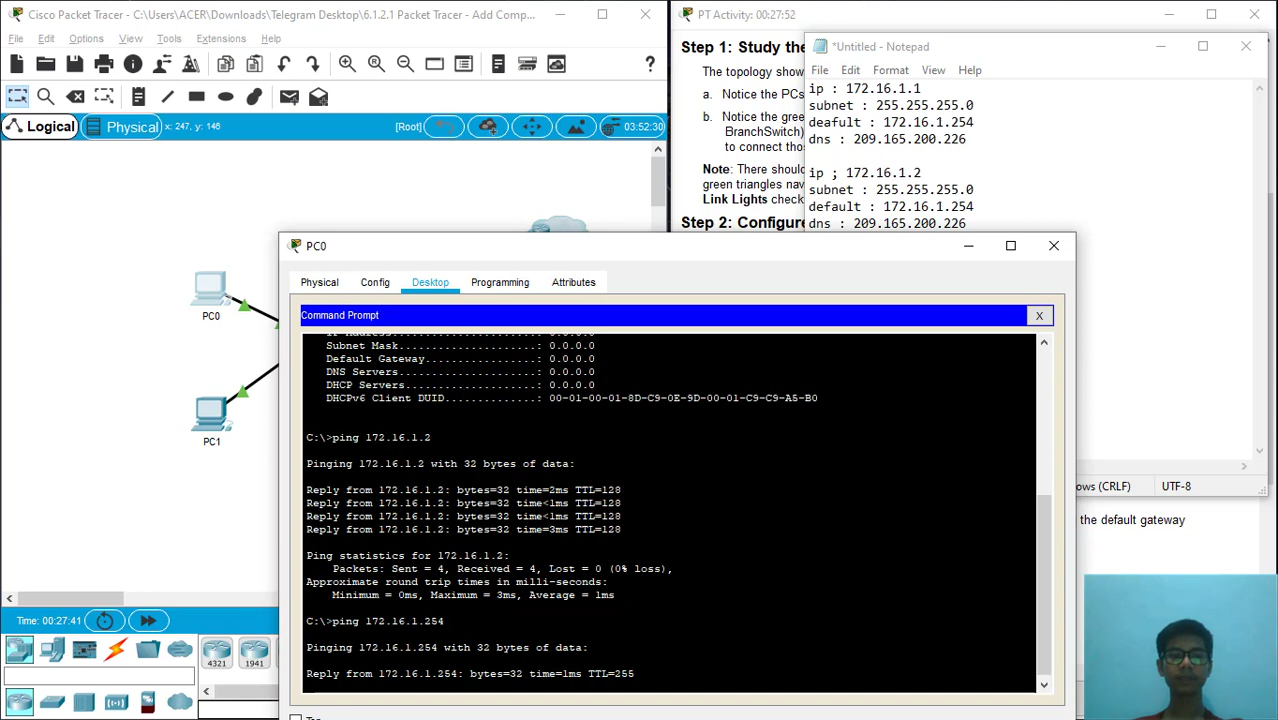 Cisco Packet Tracer - C:\Users\ACER\Downloads\Telegram Desktop\6.1.2.1 Packet Tracer - Add Comp...
File Edit Options View Tools Extensions Help
?
Logical Physical x: 247, y: 146 [Root] 03:52:30
PC0
PC1
Time: 00:27:41
4321 1941
PT Activity: 00:27:52
Step 1: Study the
The topology show
a. Notice the PCs
b. Notice the gree
BranchSwitch)
to connect thos
Note: There should
green triangles nav
Link Lights check
Step 2: Configure
*Untitled - Notepad
File Edit Format View Help
ip : 172.16.1.1
subnet : 255.255.255.0
deafult : 172.16.1.254
dns : 209.165.200.226
ip ; 172.16.1.2
subnet : 255.255.255.0
default : 172.16.1.254
dns : 209.165.200.226
ows (CRLF) UTF-8
the default gateway
PC0
Physical Config Desktop Programming Attributes
Command Prompt X
Subnet Mask......................: 0.0.0.0
Default Gateway..................: 0.0.0.0
DNS Servers......................: 0.0.0.0
DHCP Servers.....................: 0.0.0.0
DHCPv6 Client DUID...............: 00-01-00-01-8D-C9-0E-9D-00-01-C9-C9-A5-B0
C:\>ping 172.16.1.2
Pinging 172.16.1.2 with 32 bytes of data:
Reply from 172.16.1.2: bytes=32 time=2ms TTL=128
Reply from 172.16.1.2: bytes=32 time<1ms TTL=128
Reply from 172.16.1.2: bytes=32 time<1ms TTL=128
Reply from 172.16.1.2: bytes=32 time=3ms TTL=128
Ping statistics for 172.16.1.2:
Packets: Sent = 4, Received = 4, Lost = 0 (0% loss),
Approximate round trip times in milli-seconds:
Minimum = 0ms, Maximum = 3ms, Average = 1ms
C:\>ping 172.16.1.254
Pinging 172.16.1.254 with 32 bytes of data:
Reply from 172.16.1.254: bytes=32 time=1ms TTL=255